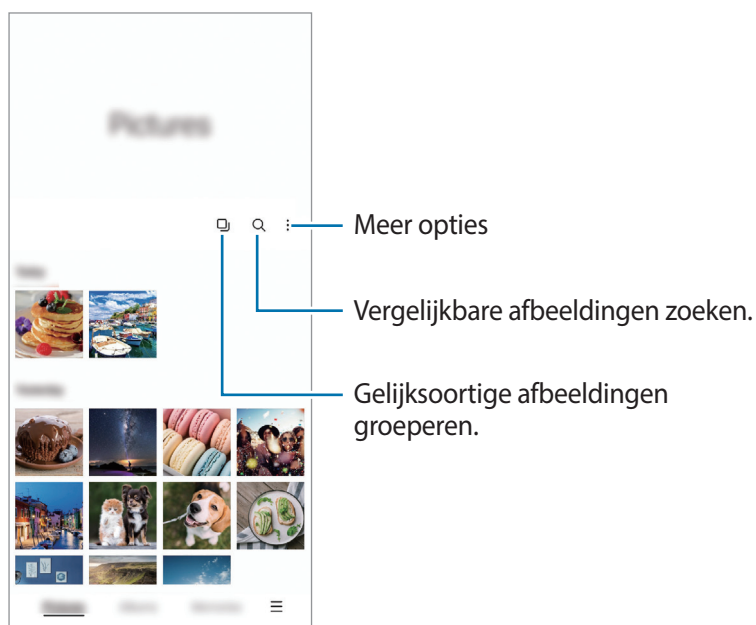 Pictures
Meer opties
Vergelijkbare afbeeldingen zoeken.
Gelijksoortige afbeeldingen
groeperen.